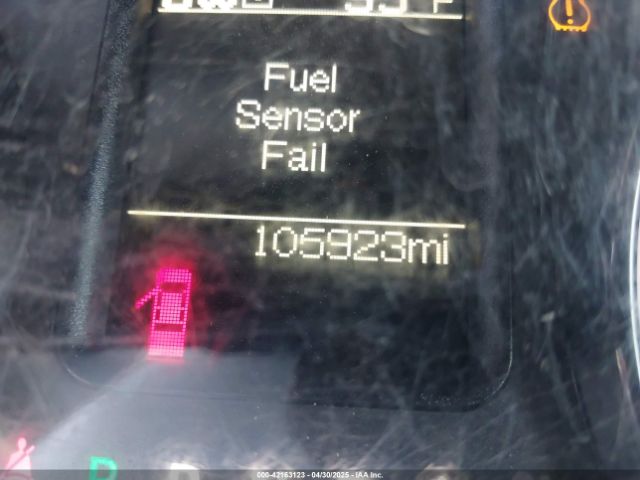 Fuel
Sensor
Fail
105923mi
D
000-42163123 - 04/30/2025 - IAA Inc.